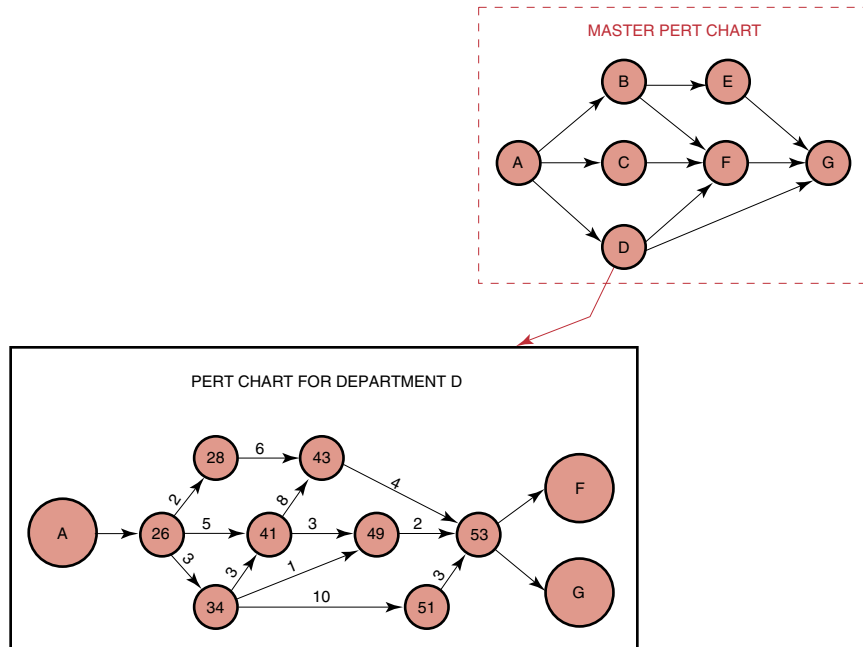 MASTER PERT CHART
B E
A C F G
D
PERT CHART FOR DEPARTMENT D
28 6 43
2 8 4 F
A 26 5 41 3 49 2 53
3 3 1 3 G
34 10 51